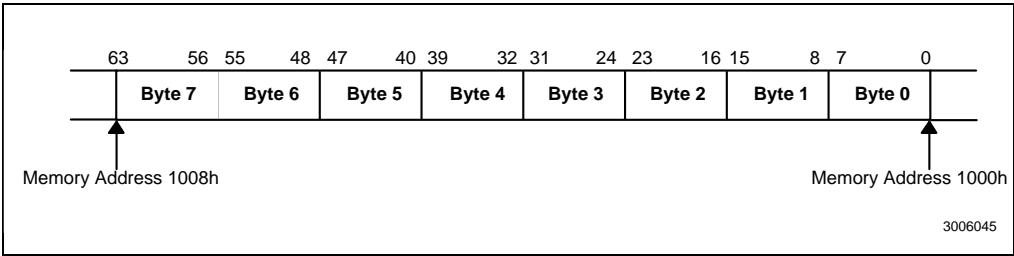 63 56 55 48 47 40 39 32 31 24 23 16 15 8 7 0
Byte 7 Byte 6 Byte 5 Byte 4 Byte 3 Byte 2 Byte 1 Byte 0
Memory Address 1008h Memory Address 1000h
3006045